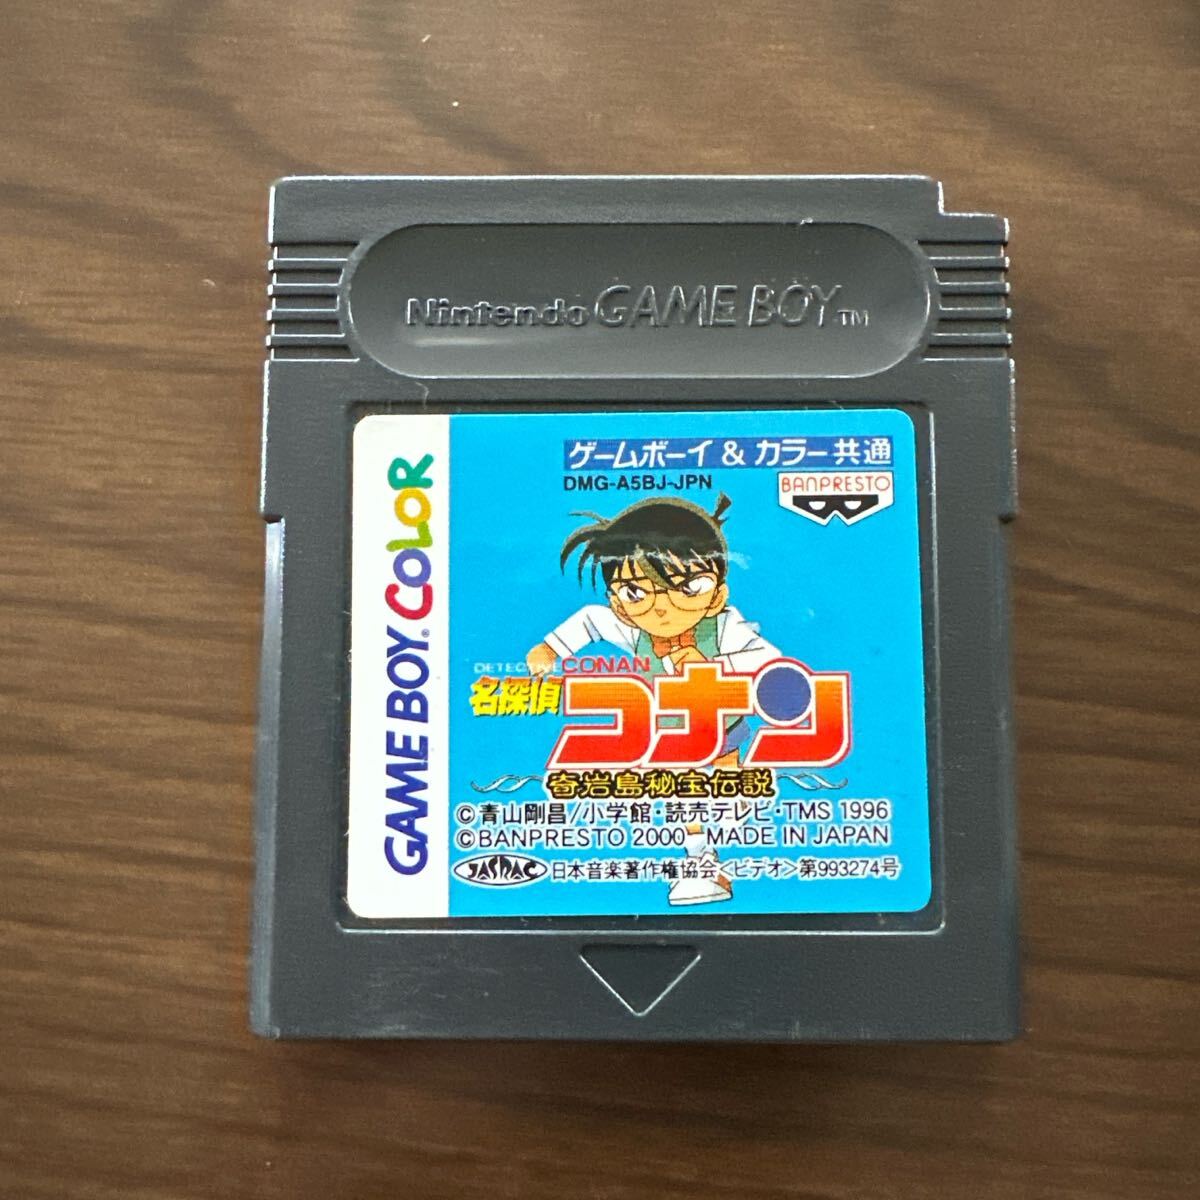 Nintendo GAME BOY TM
GAME BOY COLOR
ゲームボーイ & カラー共通
DMG-A5BJ-JPN
BANPRESTO
DETECTIVE CONAN
名探偵
コナン
奇岩島秘宝伝説
©青山剛昌/小学館・読売テレビ・TMS 1996
©BANPRESTO 2000 MADE IN JAPAN
JASRAC 日本音楽著作権協会<ビデオ>第993274号